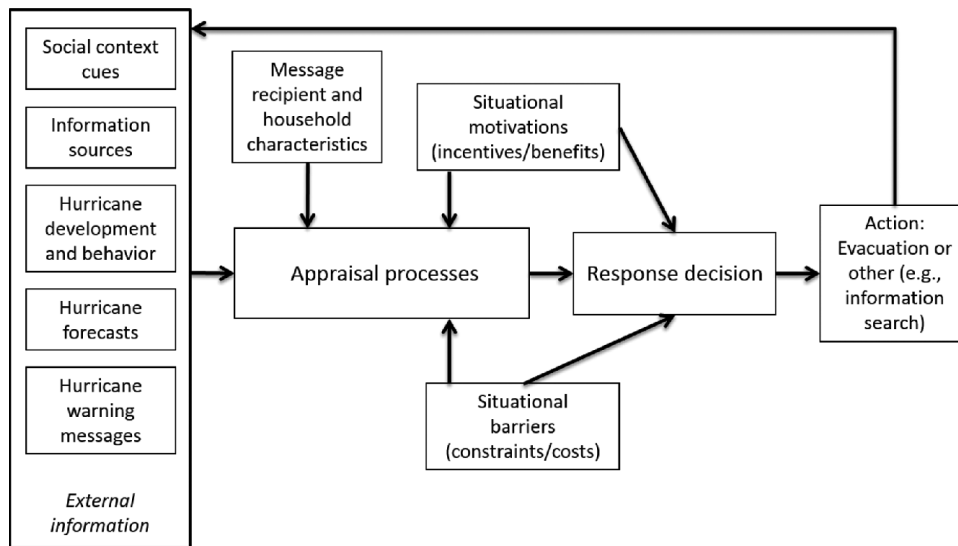 Social context
cues
Information
sources
Hurricane
development
and behavior
Hurricane
forecasts
Hurricane
warning
messages
External
information
Message
recipient and
household
characteristics
Situational
motivations
(incentives/benefits)
Appraisal processes
Response decision
Situational
barriers
(constraints/costs)
Action:
Evacuation or
other (e.g.,
information
search)